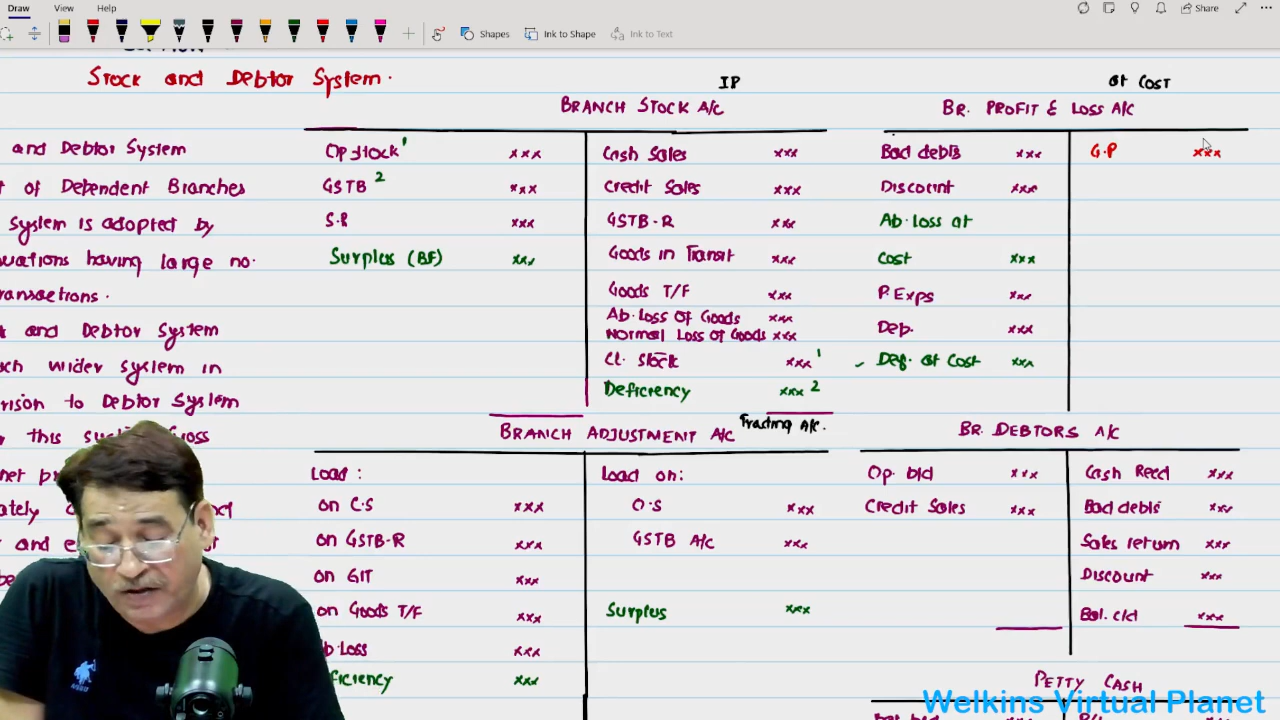 Draw View Help
Share
Shapes Ink to Shape Ink to Text
Stock and Debtor System.
and Debtor System
t of Dependent Branches
System is adopted by
uations having large no.
ransactions.
k and Debtor System
ch wider system in
rison to Debtor System
this
IP
BRANCH STOCK A/C
Op stock 1 xxx
GSTB 2 xxx
S.R xxx
Surplus (BF) xxx
Cash Sales xxx
Credit Sales xxx
GSTB-R xxx
Goods in Transit xxx
Goods T/F xxx
Ab. Loss Of Goods xxx
Normal Loss of Goods xxx
Cl. Stock xxx 1
Deficiency xxx 2
at Cost
BR. PROFIT & LOSS A/C
Bad debts xxx
Discount xxx
Ab. loss at
Cost xxx
P. Exps xxx
Dep. xxx
Def. at Cost xxx
G.P xxx
BRANCH ADJUSTMENT A/C Trading A/C.
Load :
on C.S xxx
on GSTB-R xxx
on GIT xxx
on Goods T/F xxx
b.Loss xxx
ficiency xxx
Load on:
O.S xxx
GSTB A/C xxx
Surplus xxx
BR. DEBTORS A/C
Op. bld xxx
Credit Sales xxx
Cash Recd xxx
Bad debts xxx
Sales return xxx
Discount xxx
Bal. c/d xxx
PETTY CASH
Welkins Virtual Planet